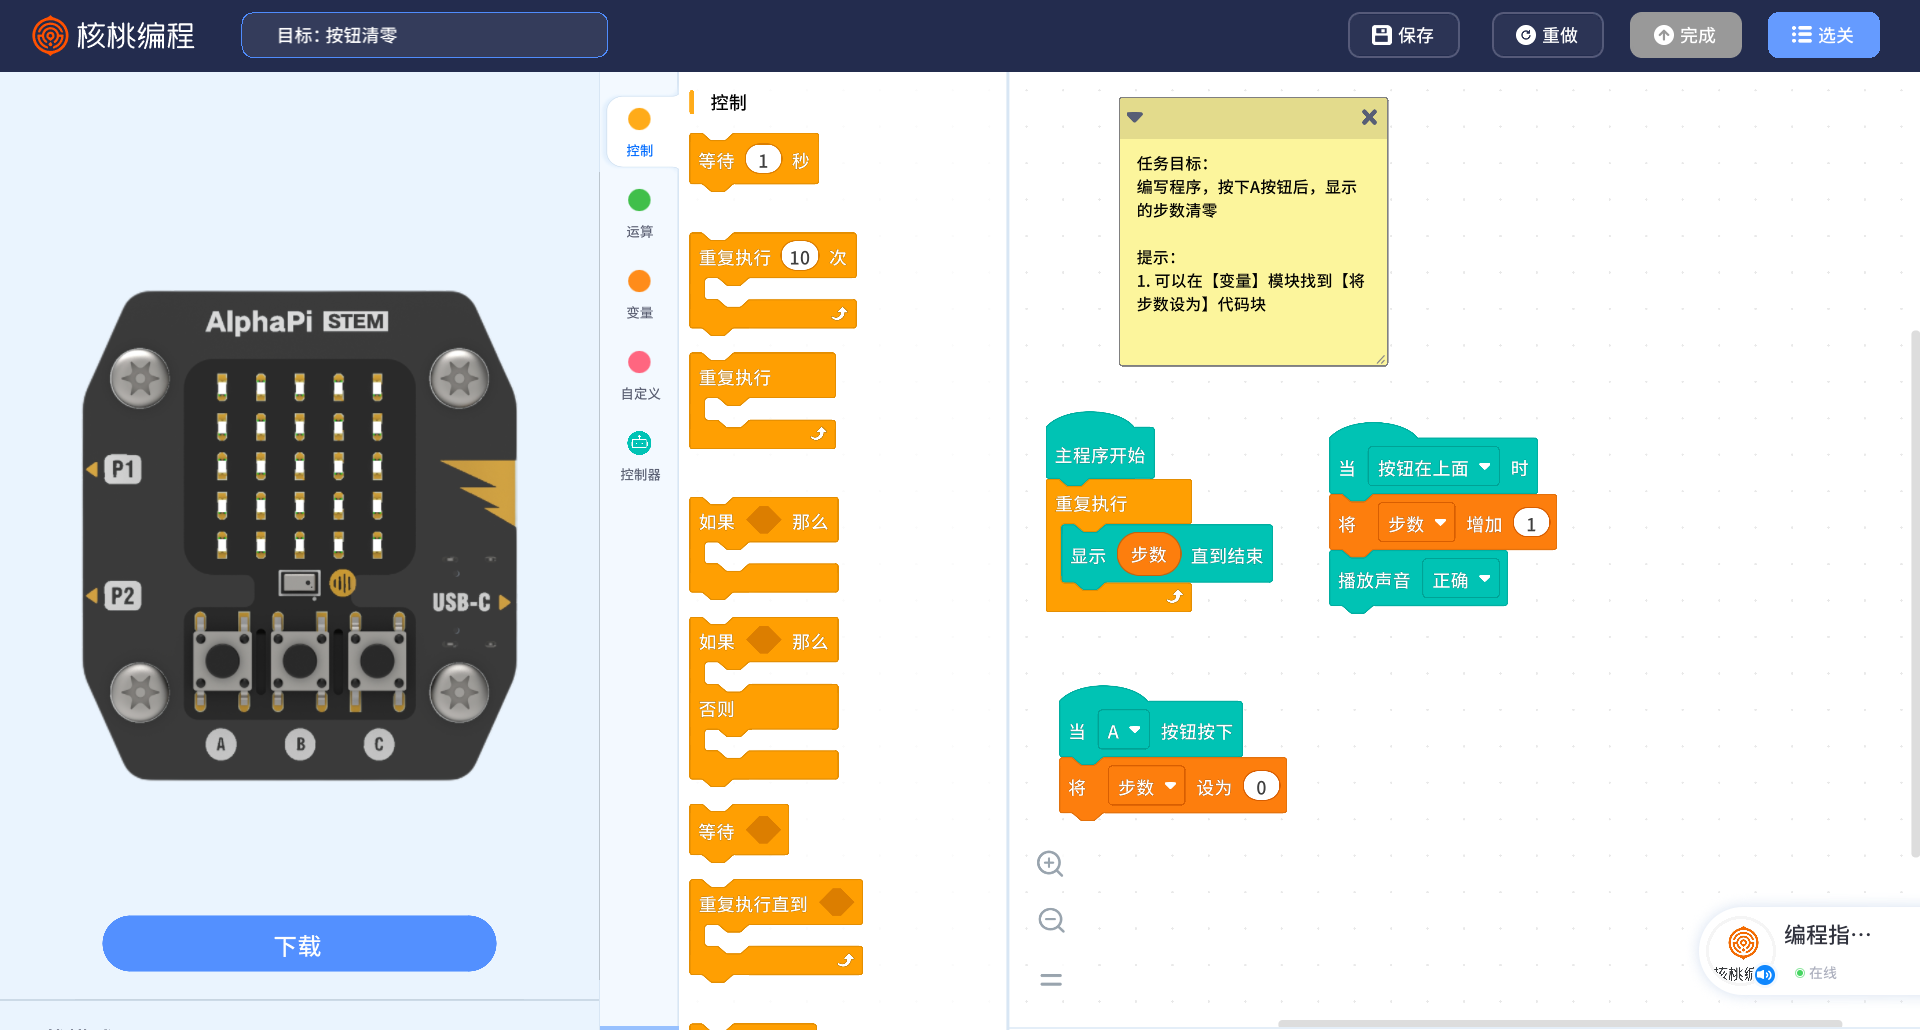 核桃编程
目标：按钮清零
保存
重做
完成
选关
AlphaPi STEM
P1
P2
USB-C
A
B
C
下载
控制
运算
变量
自定义
控制器
控制
等待 1 秒
重复执行 10 次
重复执行
如果 那么
如果 那么
否则
等待
重复执行直到
任务目标：
编写程序，按下A按钮后，显示
的步数清零
提示：
1. 可以在【变量】模块找到【将
步数设为】代码块
主程序开始
重复执行
显示 步数 直到结束
当 按钮在上面 时
将 步数 增加 1
播放声音 正确
当 A 按钮按下
将 步数 设为 0
编程指…
在线